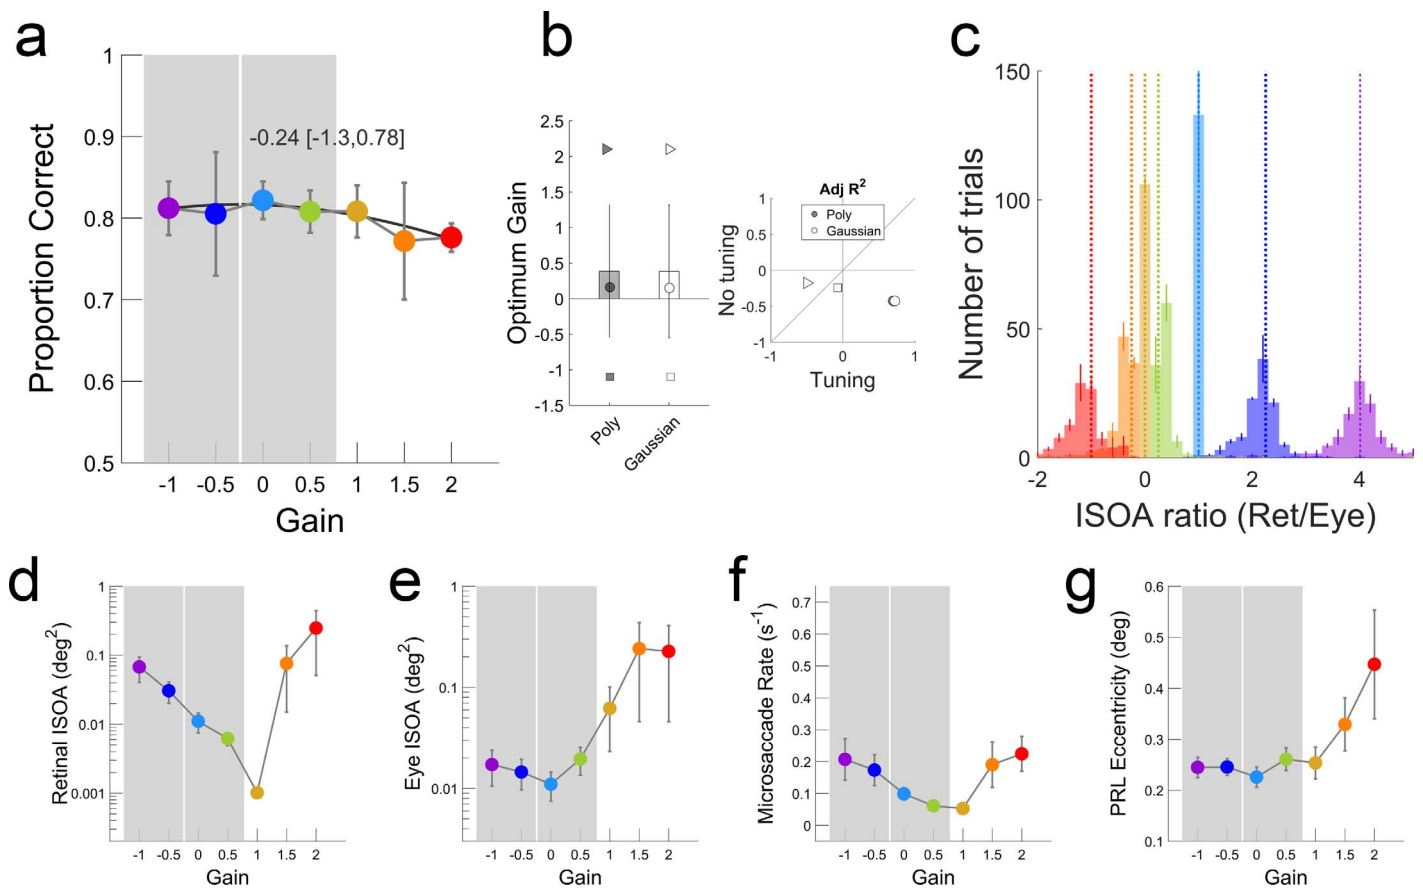 a
1
0.9
0.8
0.7
0.6
0.5
Proportion Correct
-0.24 [-1.3,0.78]
-1 -0.5 0 0.5 1 1.5 2
Gain
b
2.5
2
1.5
1
0.5
0
-0.5
-1
-1.5
Optimum Gain
Poly
Gaussian
Adj R²
Poly
Gaussian
1
0.5
0
-0.5
-1
No tuning
-1 0 1
Tuning
c
150
100
50
0
Number of trials
-2 0 2 4
ISOA ratio (Ret/Eye)
d
1
0.1
0.01
0.001
Retinal ISOA (deg²)
-1 -0.5 0 0.5 1 1.5 2
Gain
e
1
0.1
0.01
Eye ISOA (deg²)
-1 -0.5 0 0.5 1 1.5 2
Gain
f
0.7
0.6
0.5
0.4
0.3
0.2
0.1
0
Microsaccade Rate (s⁻¹)
-1 -0.5 0 0.5 1 1.5 2
Gain
g
0.6
0.5
0.4
0.3
0.2
0.1
PRL Eccentricity (deg)
-1 -0.5 0 0.5 1 1.5 2
Gain